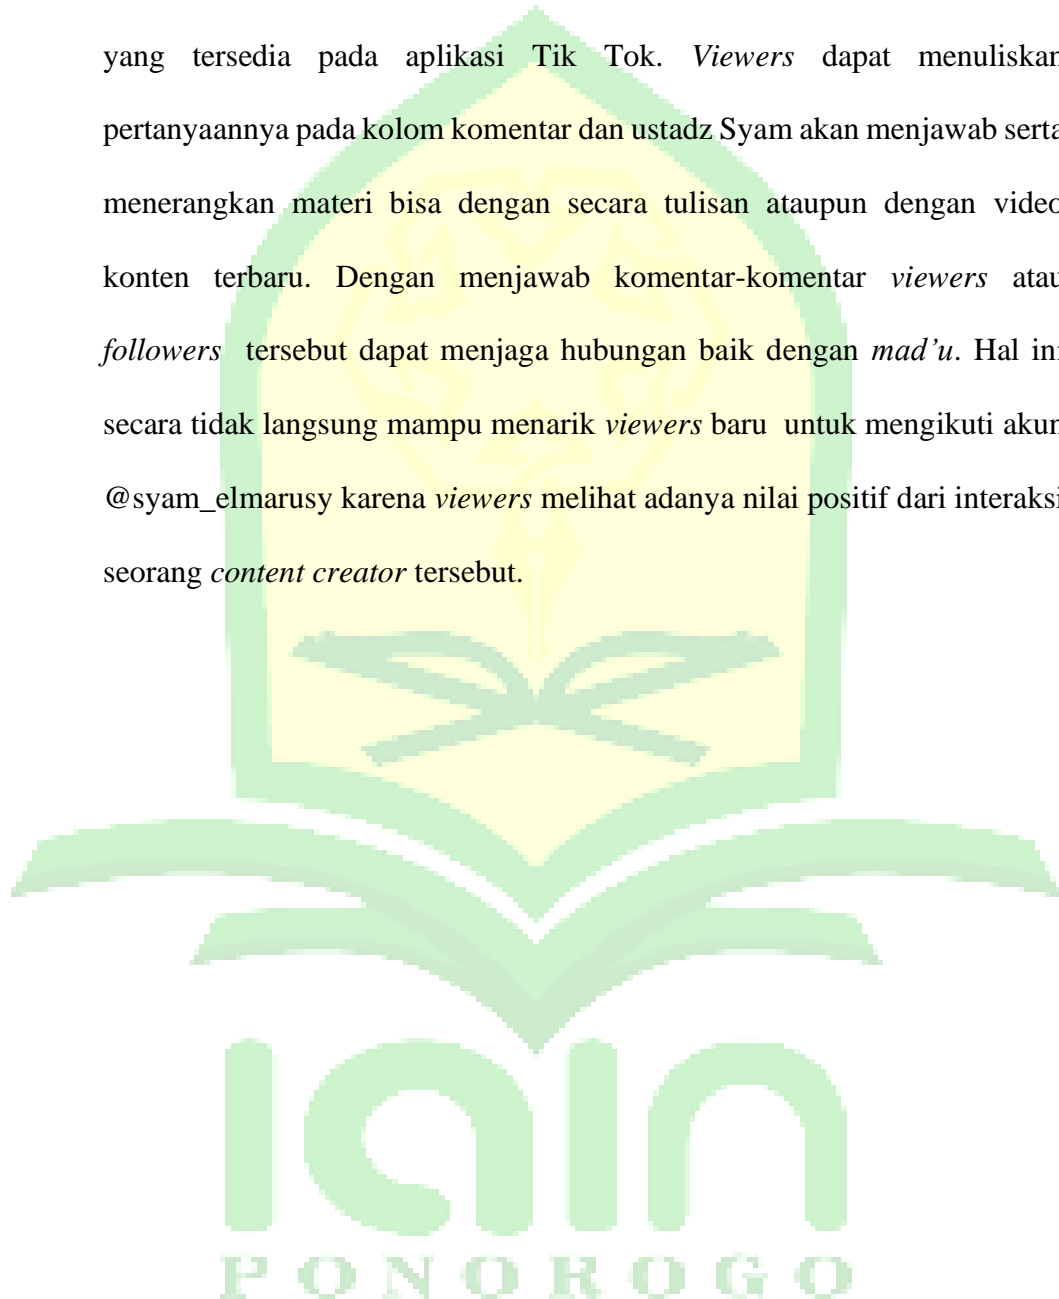 yang tersedia pada aplikasi Tik Tok. Viewers dapat menuliskan
pertanyaannya pada kolom komentar dan ustadz Syam akan menjawab serta
menerangkan materi bisa dengan secara tulisan ataupun dengan video
konten terbaru. Dengan menjawab komentar-komentar viewers atau
followers tersebut dapat menjaga hubungan baik dengan mad’u. Hal ini
secara tidak langsung mampu menarik viewers baru untuk mengikuti akun
@syam_elmarusy karena viewers melihat adanya nilai positif dari interaksi
seorang content creator tersebut.
iain
PONOROGO